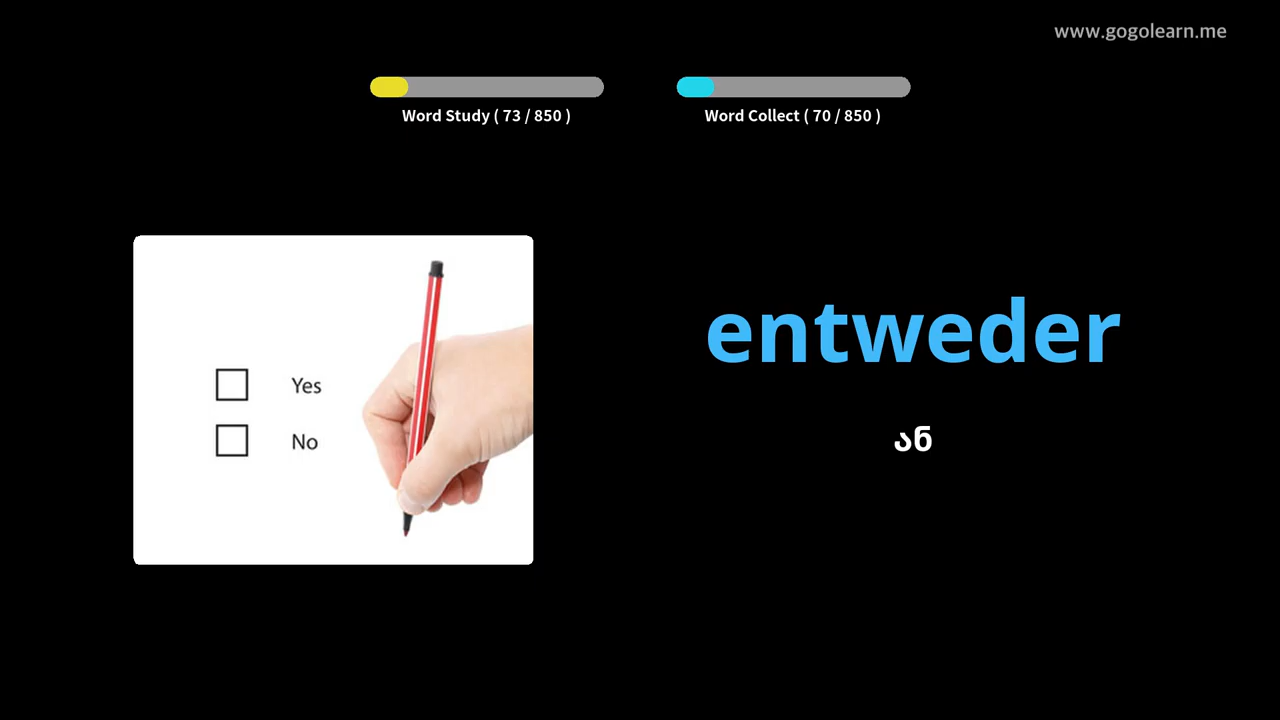 www.gogolearn.me
Word Study ( 73 / 850 )
Word Collect ( 70 / 850 )
Yes
No
entweder
ან